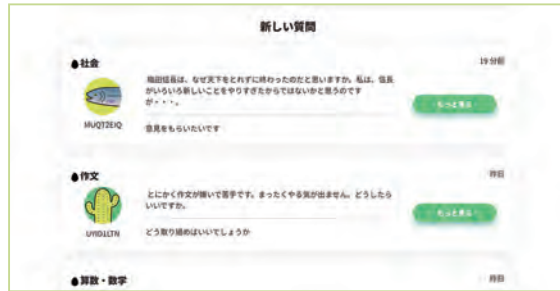 新しい質問
●社会
19分前
織田信長は、なぜ天下をとれずに終わったのだと思いますか。私は、信長
がいろいろ新しいことをやりすぎたからではないかと思うのです
が・・・。
もっと見る
MUQT2EIQ
意見をもらいたいです
●作文
昨日
とにかく作文が嫌いで苦手です。まったくやる気が出ません。どうしたら
いいですか。
もっと見る
UYID1LTN
どう取り組めばいいでしょうか
●算数・数学
昨日